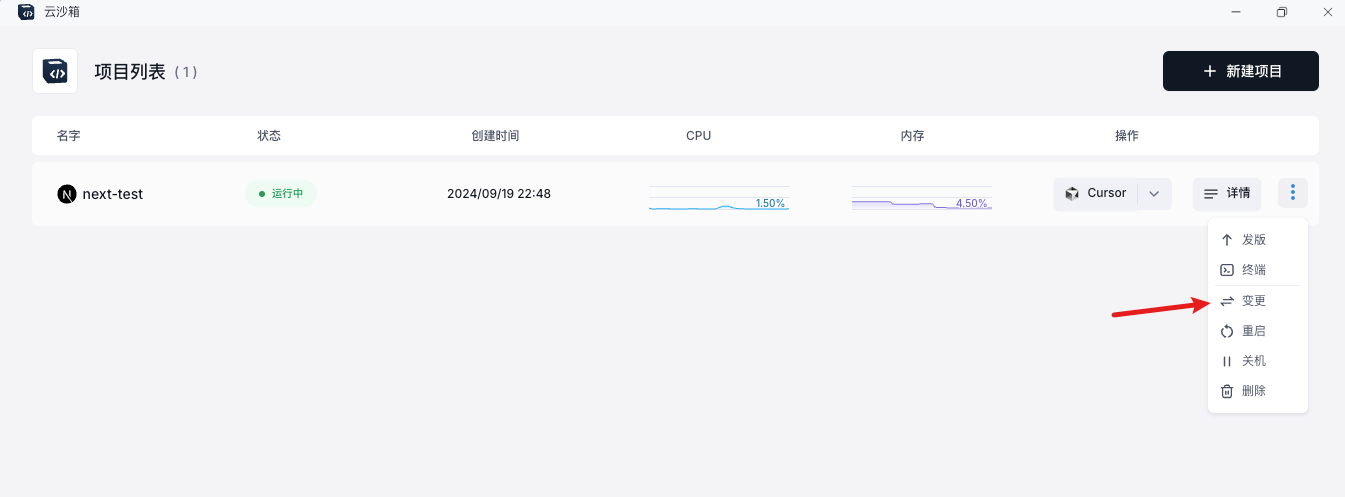 云沙箱
项目列表 ( 1 )
新建项目
名字 状态 创建时间 CPU 内存 操作
next-test 运行中 2024/09/19 22:48 1.50% 4.50% Cursor 详情
发版
终端
变更
重启
关机
删除